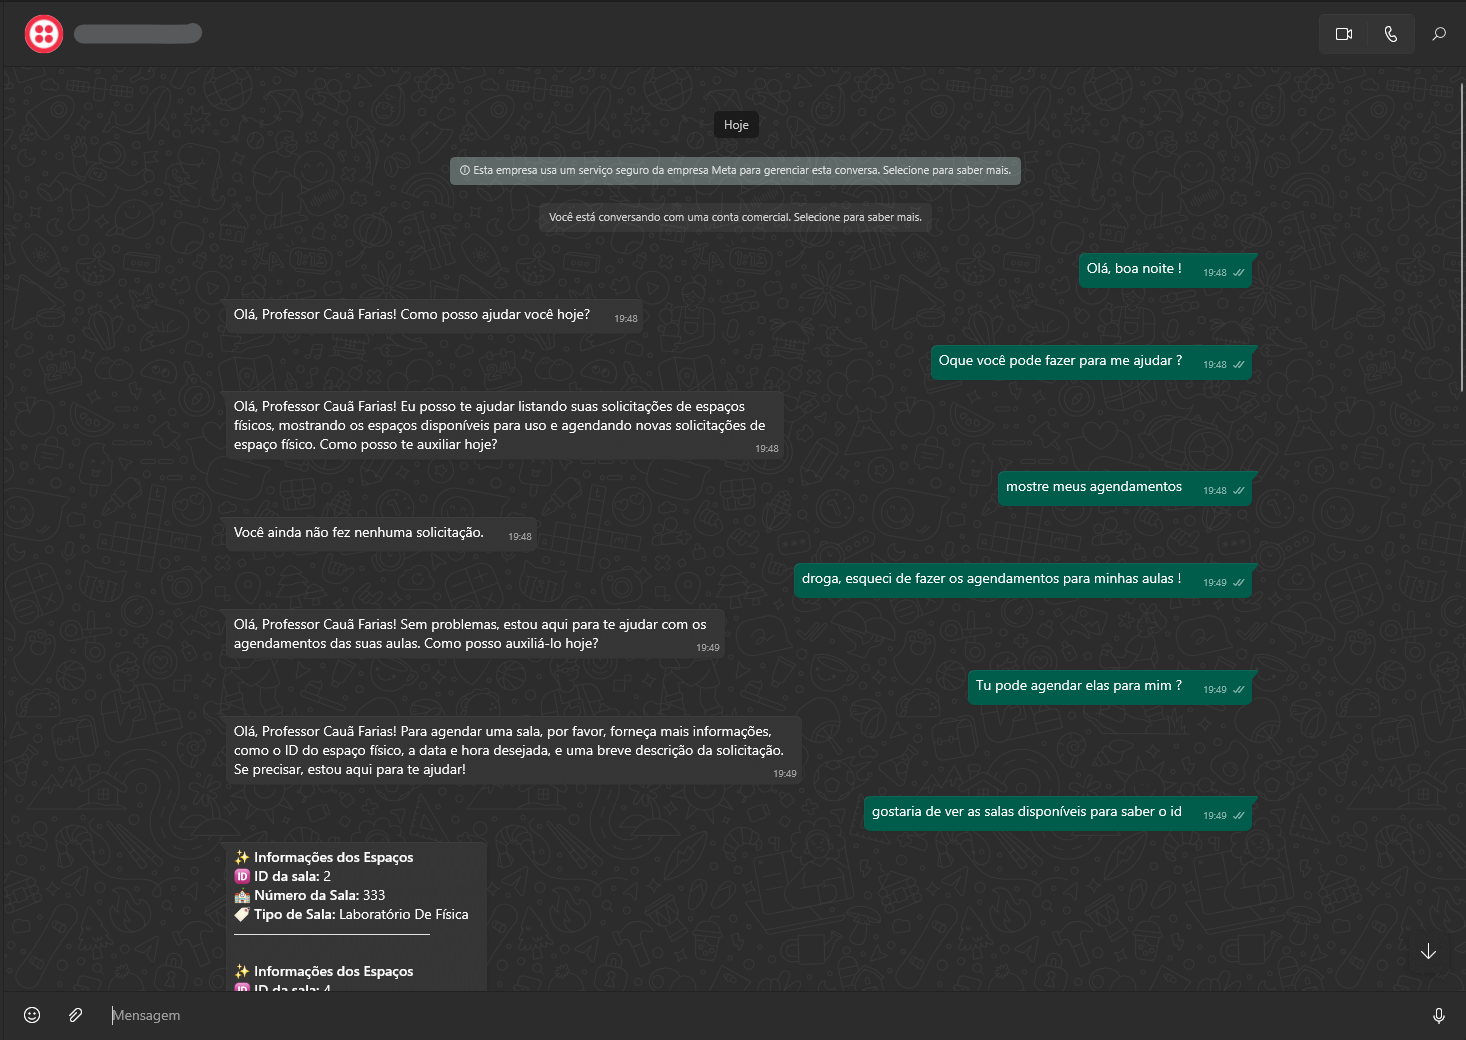 Hoje
Esta empresa usa um serviço seguro da empresa Meta para gerenciar esta conversa. Selecione para saber mais.
Você está conversando com uma conta comercial. Selecione para saber mais.
Olá, boa noite ! 19:48
Olá, Professor Cauã Farias! Como posso ajudar você hoje? 19:48
Oque você pode fazer para me ajudar ? 19:48
Olá, Professor Cauã Farias! Eu posso te ajudar listando suas solicitações de espaços
físicos, mostrando os espaços disponíveis para uso e agendando novas solicitações de
espaço físico. Como posso te auxiliar hoje? 19:48
mostre meus agendamentos 19:48
Você ainda não fez nenhuma solicitação. 19:48
droga, esqueci de fazer os agendamentos para minhas aulas ! 19:49
Olá, Professor Cauã Farias! Sem problemas, estou aqui para te ajudar com os
agendamentos das suas aulas. Como posso auxiliá-lo hoje? 19:49
Tu pode agendar elas para mim ? 19:49
Olá, Professor Cauã Farias! Para agendar uma sala, por favor, forneça mais informações,
como o ID do espaço físico, a data e hora desejada, e uma breve descrição da solicitação.
Se precisar, estou aqui para te ajudar! 19:49
gostaria de ver as salas disponíveis para saber o id 19:49
✨ Informações dos Espaços
🆔 ID da sala: 2
🏫 Número da Sala: 333
🏷️ Tipo de Sala: Laboratório De Física
✨ Informações dos Espaços
🆔 ID da sala: 4
Mensagem